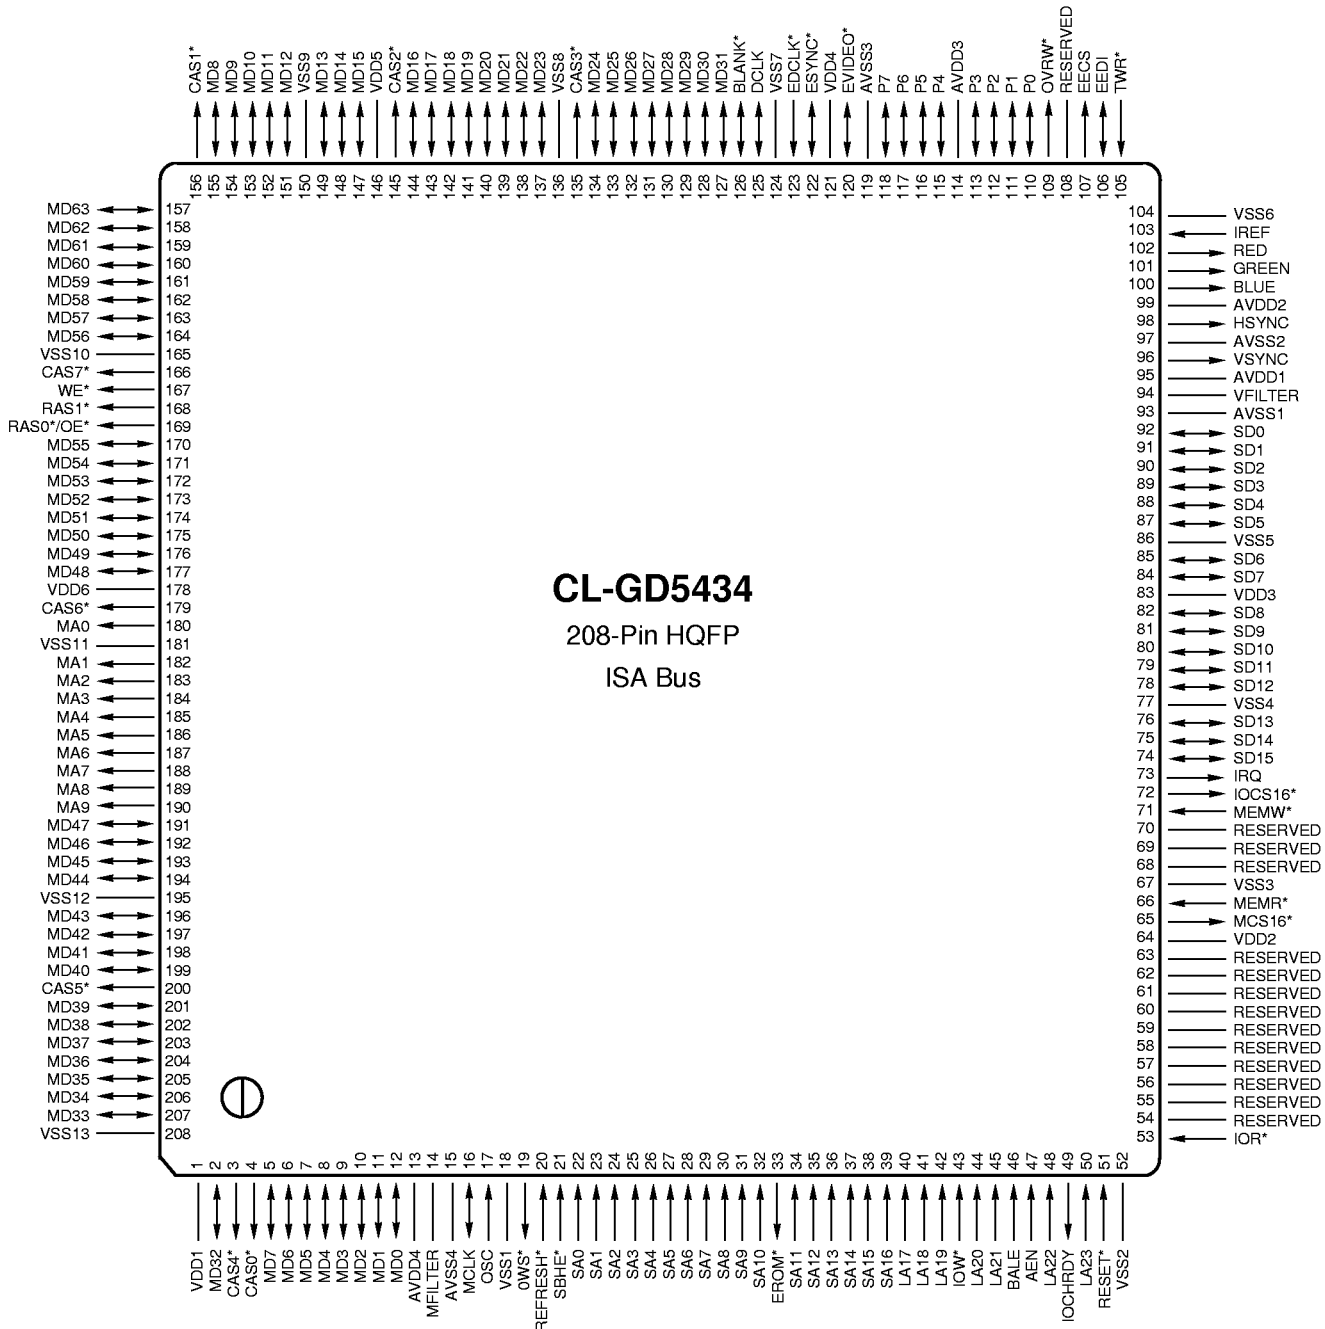 CAS1* MD8 MD9 MD10 MD11 MD12 VSS9 MD13 MD14 MD15 VDD5 CAS2* MD16 MD17 MD18 MD19 MD20 MD21 MD22 MD23 VSS8 CAS3* MD24 MD25 MD26 MD27 MD28 MD29 MD30 MD31 BLANK* DCLK VSS7 EDCLK* ESYNC* VDD4 EVIDEO* AVSS3 P7 P6 P5 P4 AVDD3 P3 P2 P1 P0 OVRW* RESERVED EECS EEDI TWR*
156 155 154 153 152 151 150 149 148 147 146 145 144 143 142 141 140 139 138 137 136 135 134 133 132 131 130 129 128 127 126 125 124 123 122 121 120 119 118 117 116 115 114 113 112 111 110 109 108 107 106 105
MD63 157
MD62 158
MD61 159
MD60 160
MD59 161
MD58 162
MD57 163
MD56 164
VSS10 165
CAS7* 166
WE* 167
RAS1* 168
RAS0*/OE* 169
MD55 170
MD54 171
MD53 172
MD52 173
MD51 174
MD50 175
MD49 176
MD48 177
VDD6 178
CAS6* 179
MA0 180
VSS11 181
MA1 182
MA2 183
MA3 184
MA4 185
MA5 186
MA6 187
MA7 188
MA8 189
MA9 190
MD47 191
MD46 192
MD45 193
MD44 194
VSS12 195
MD43 196
MD42 197
MD41 198
MD40 199
CAS5* 200
MD39 201
MD38 202
MD37 203
MD36 204
MD35 205
MD34 206
MD33 207
VSS13 208
CL-GD5434
208-Pin HQFP
ISA Bus
104 VSS6
103 IREF
102 RED
101 GREEN
100 BLUE
99 AVDD2
98 HSYNC
97 AVSS2
96 VSYNC
95 AVDD1
94 VFILTER
93 AVSS1
92 SD0
91 SD1
90 SD2
89 SD3
88 SD4
87 SD5
86 VSS5
85 SD6
84 SD7
83 VDD3
82 SD8
81 SD9
80 SD10
79 SD11
78 SD12
77 VSS4
76 SD13
75 SD14
74 SD15
73 IRQ
72 IOCS16*
71 MEMW*
70 RESERVED
69 RESERVED
68 RESERVED
67 VSS3
66 MEMR*
65 MCS16*
64 VDD2
63 RESERVED
62 RESERVED
61 RESERVED
60 RESERVED
59 RESERVED
58 RESERVED
57 RESERVED
56 RESERVED
55 RESERVED
54 RESERVED
53 IOR*
1 2 3 4 5 6 7 8 9 10 11 12 13 14 15 16 17 18 19 20 21 22 23 24 25 26 27 28 29 30 31 32 33 34 35 36 37 38 39 40 41 42 43 44 45 46 47 48 49 50 51 52
VDD1 MD32 CAS4* CAS0* MD7 MD6 MD5 MD4 MD3 MD2 MD1 MD0 AVDD4 MFILTER AVSS4 MCLK OSC VSS1 0WS* REFRESH* SBHE* SA0 SA1 SA2 SA3 SA4 SA5 SA6 SA7 SA8 SA9 SA10 EROM* SA11 SA12 SA13 SA14 SA15 SA16 LA17 LA18 LA19 IOW* LA20 LA21 BALE AEN LA22 IOCHRDY LA23 RESET* VSS2